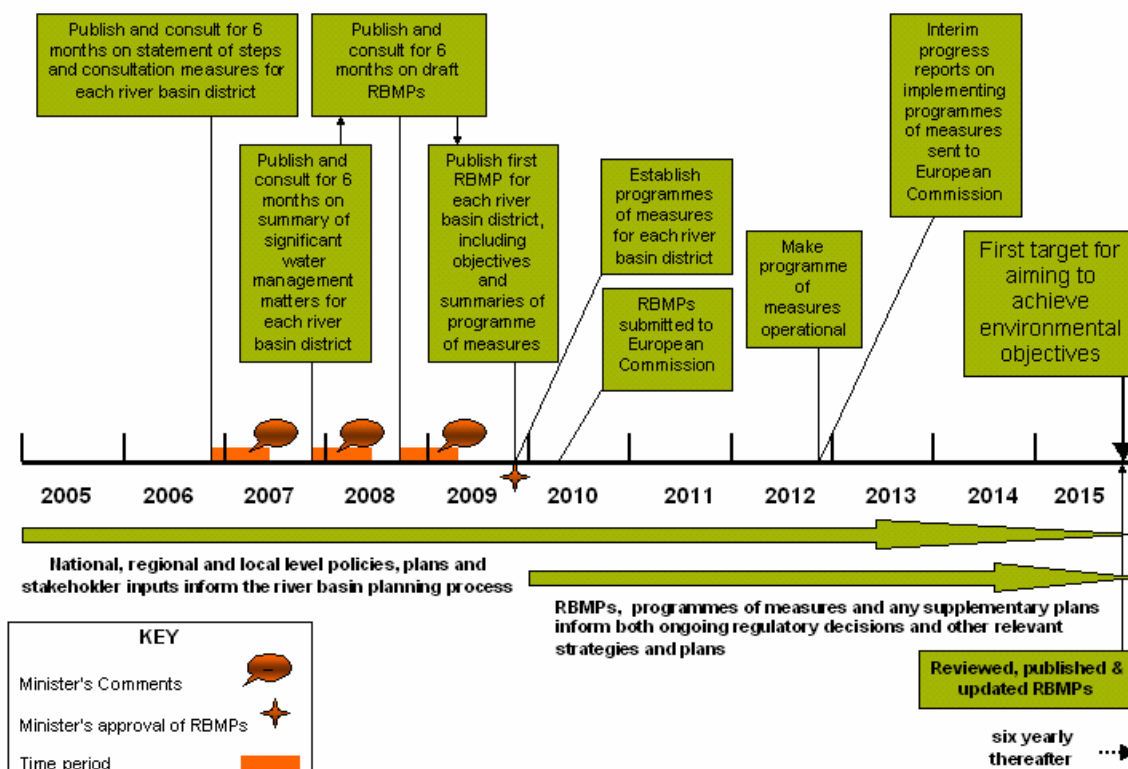 Publish and consult for 6
months on statement of steps
and consultation measures for
each river basin district
Publish and
consult for 6
months on draft
RBMPs
Interim
progress
reports on
implementing
programmes
of measures
sent to
European
Commission
Publish and
consult for 6
months on
summary of
significant
water
management
matters for
each river
basin district
Publish first
RBMP for
each river
basin district,
including
objectives
and
summaries of
programme
of measures
Establish
programmes
of measures
for each river
basin district
RBMPs
submitted to
European
Commission
Make
programme
of
measures
operational
First target for
aiming to
achieve
environmental
objectives
2005 2006 2007 2008 2009 2010 2011 2012 2013 2014 2015
National, regional and local level policies, plans and
stakeholder inputs inform the river basin planning process
RBMPs, programmes of measures and any supplementary plans
inform both ongoing regulatory decisions and other relevant
strategies and plans
Reviewed, published &
updated RBMPs
six yearly
thereafter
KEY
Minister's Comments
Minister's approval of RBMPs
Time period